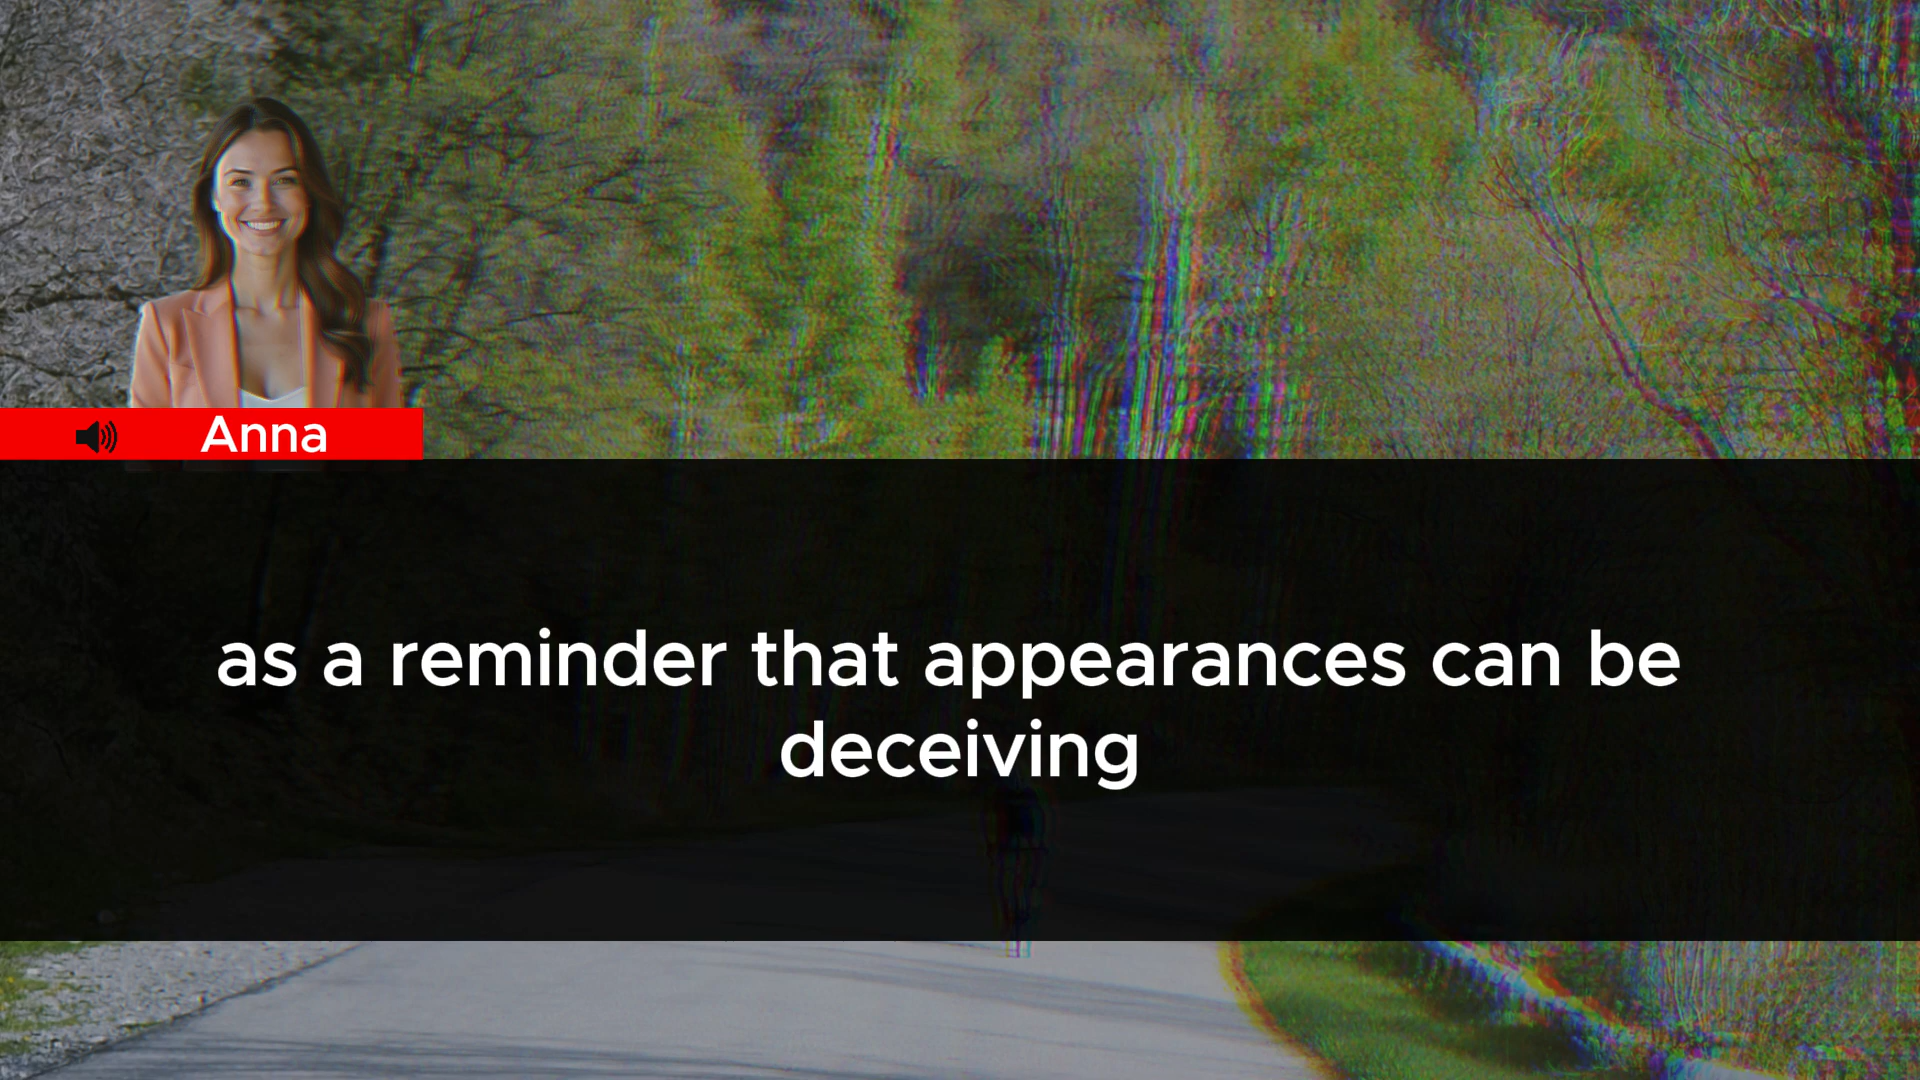 Anna
as a reminder that appearances can be
deceiving